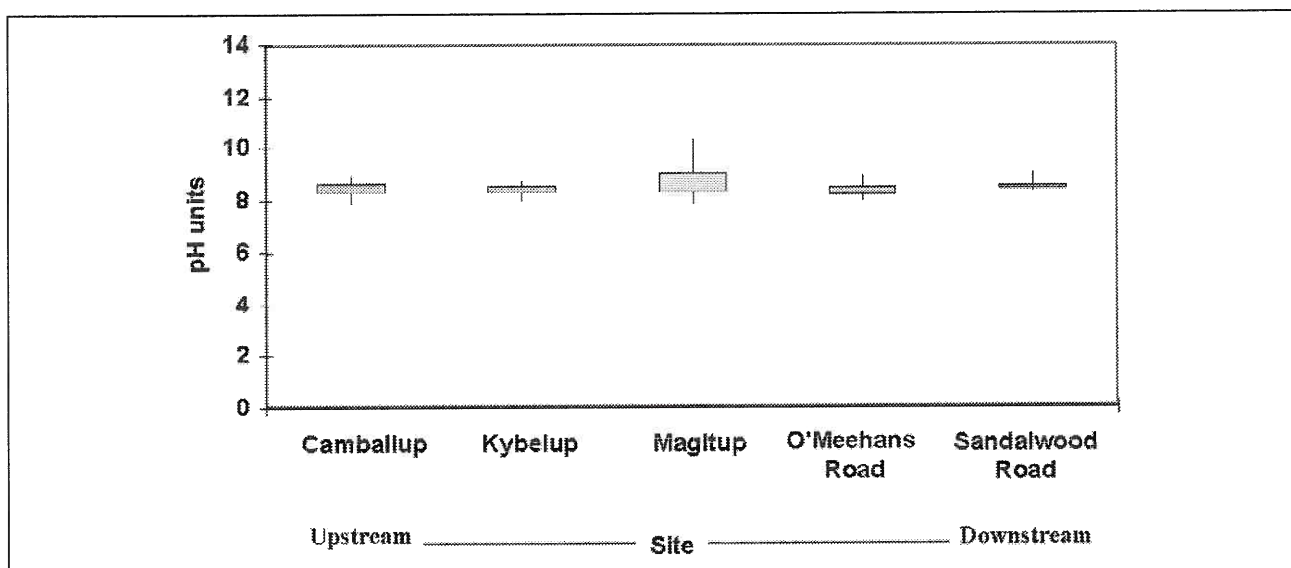 14
12
10
8
6
4
2
0
pH units
Camballup
Kybelup
Magitup
O'Meehans
Road
Sandalwood
Road
Upstream
Site
Downstream